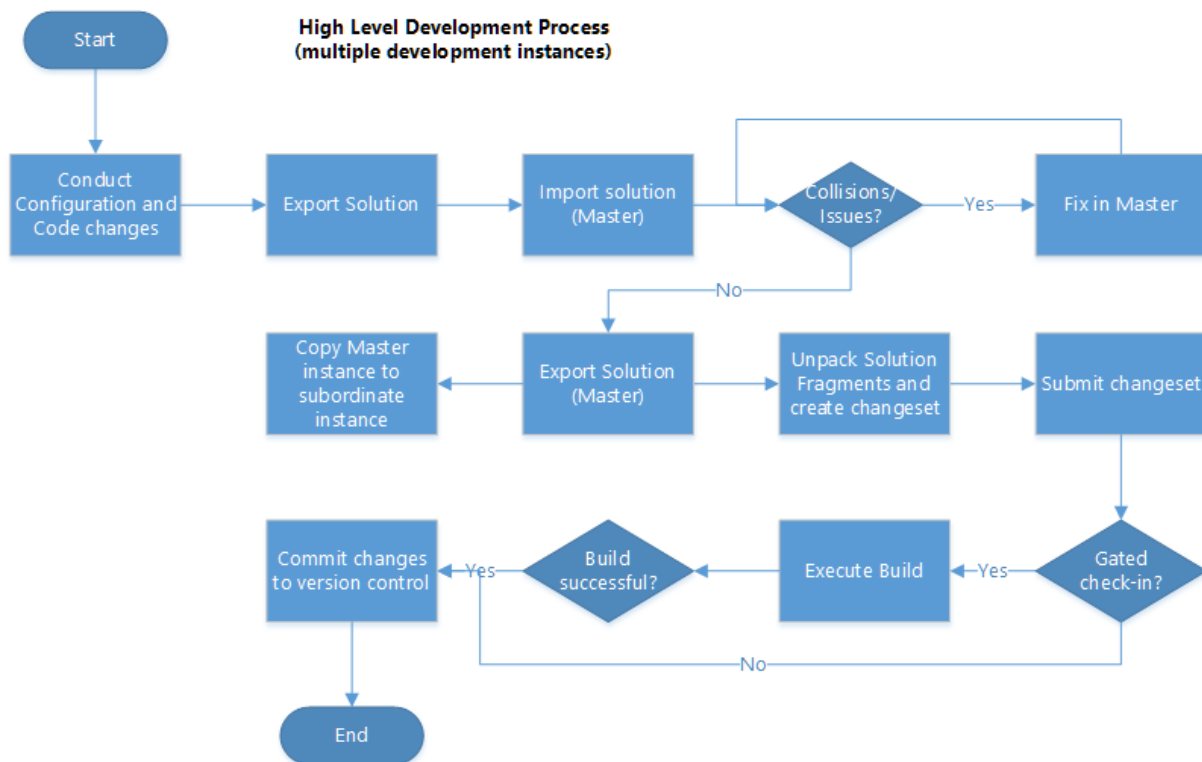 High Level Development Process
(multiple development instances)
Start
Conduct
Configuration and
Code changes
Export Solution
Import solution
(Master)
Collisions/
Issues?
Yes
Fix in Master
No
Copy Master
instance to
subordinate
instance
Export Solution
(Master)
Unpack Solution
Fragments and
create changeset
Submit changeset
Commit changes
to version control
Yes
Build
successful?
Execute Build
Yes
Gated
check-in?
No
End